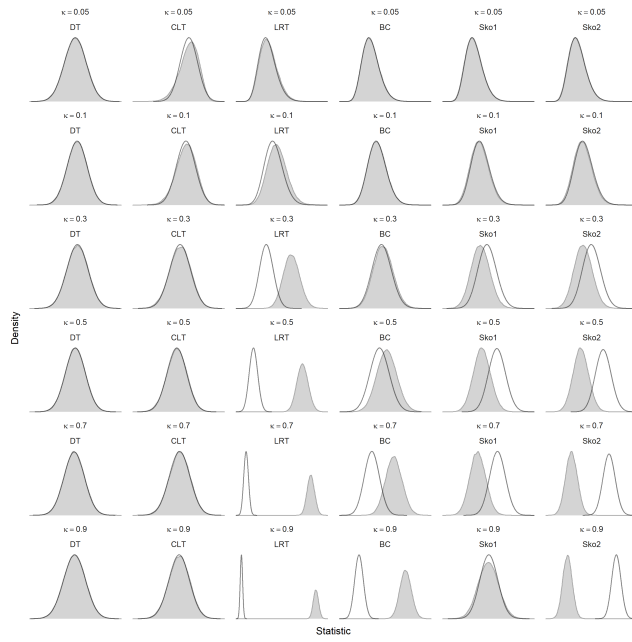 κ = 0.05 κ = 0.05 κ = 0.05 κ = 0.05 κ = 0.05 κ = 0.05
DT CLT LRT BC Sko1 Sko2
κ = 0.1 κ = 0.1 κ = 0.1 κ = 0.1 κ = 0.1 κ = 0.1
DT CLT LRT BC Sko1 Sko2
κ = 0.3 κ = 0.3 κ = 0.3 κ = 0.3 κ = 0.3 κ = 0.3
DT CLT LRT BC Sko1 Sko2
κ = 0.5 κ = 0.5 κ = 0.5 κ = 0.5 κ = 0.5 κ = 0.5
DT CLT LRT BC Sko1 Sko2
κ = 0.7 κ = 0.7 κ = 0.7 κ = 0.7 κ = 0.7 κ = 0.7
DT CLT LRT BC Sko1 Sko2
κ = 0.9 κ = 0.9 κ = 0.9 κ = 0.9 κ = 0.9 κ = 0.9
DT CLT LRT BC Sko1 Sko2
Density
Statistic